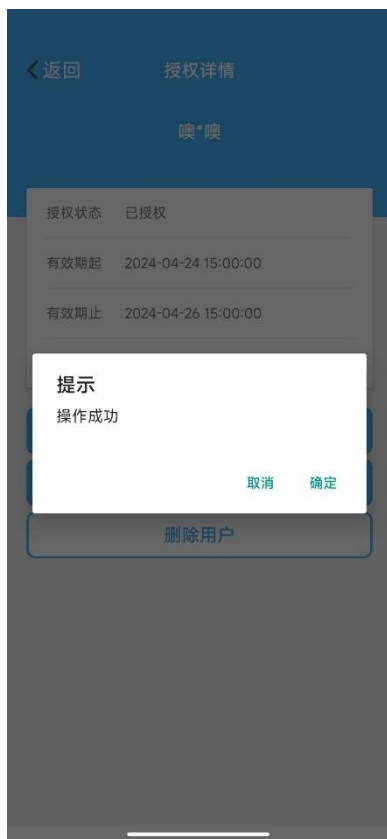 返回
授权详情
噢*噢
授权状态 已授权
有效期起 2024-04-24 15:00:00
有效期止 2024-04-26 15:00:00
提示
操作成功
取消 确定
删除用户